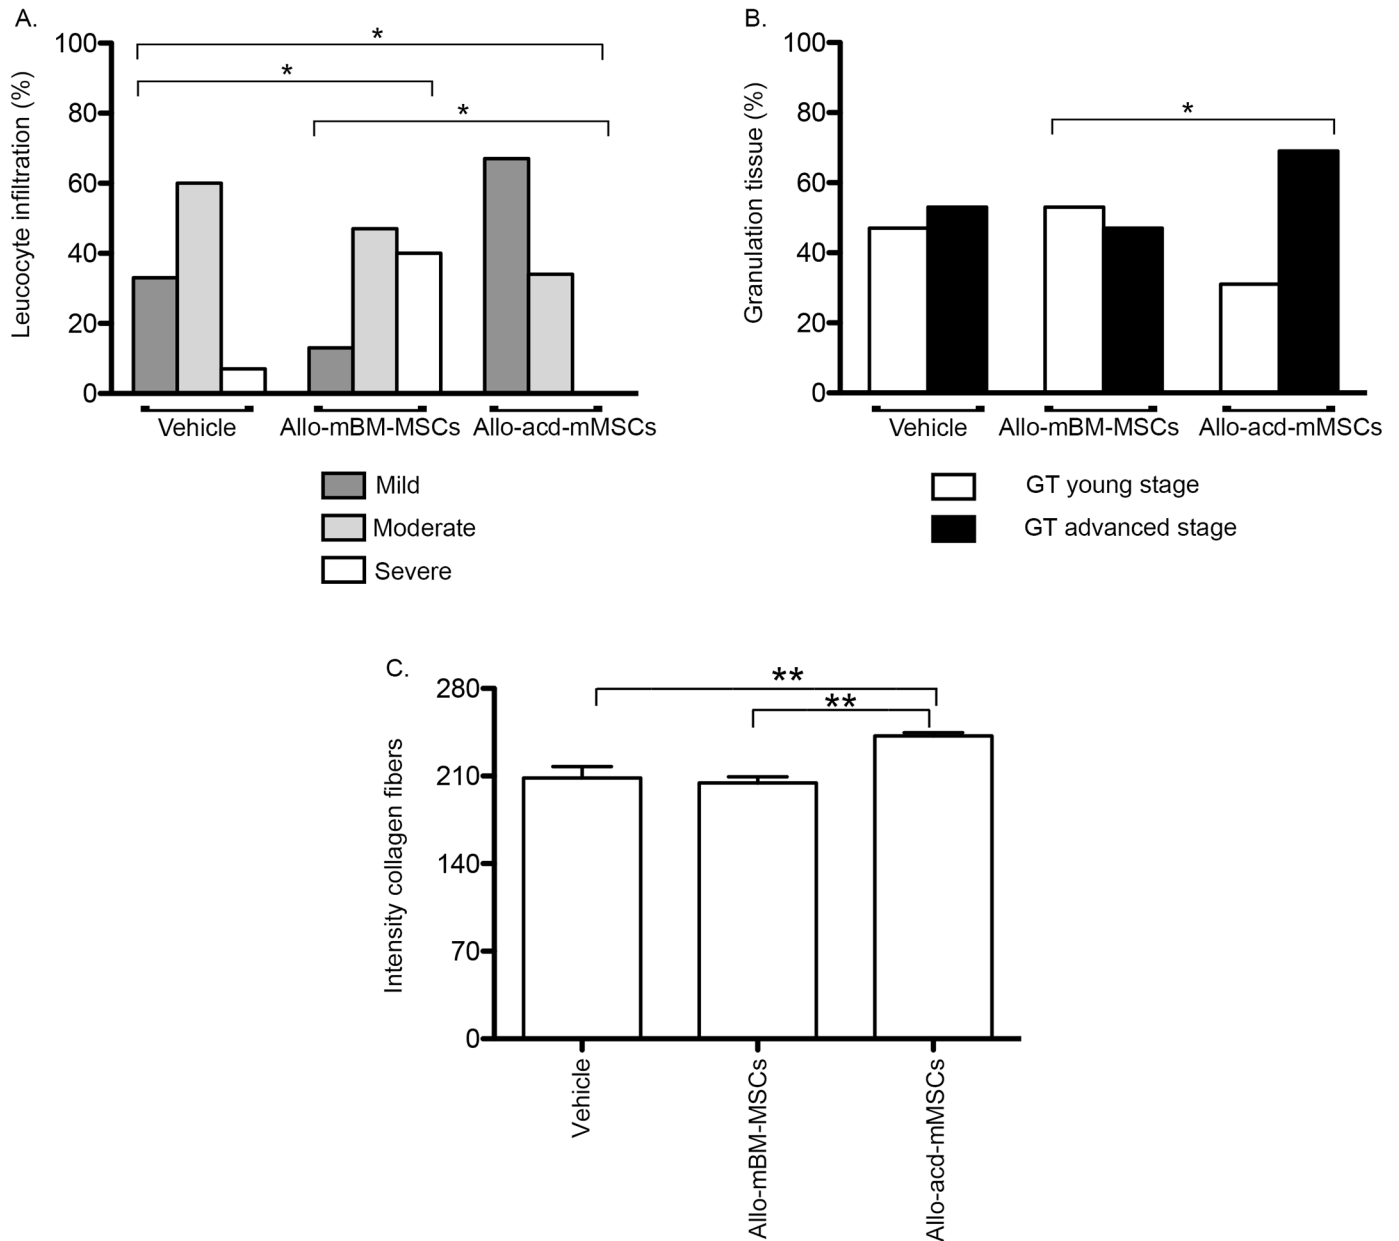 A.
Leucocyte infiltration (%)
100
80
60
40
20
0
*
*
*
Vehicle
Allo-mBM-MSCs
Allo-acd-mMSCs
Mild
Moderate
Severe
B.
Granulation tissue (%)
100
80
60
40
20
0
*
Vehicle
Allo-mBM-MSCs
Allo-acd-mMSCs
GT young stage
GT advanced stage
C.
Intensity collagen fibers
280
210
140
70
0
**
**
Vehicle
Allo-mBM-MSCs
Allo-acd-mMSCs